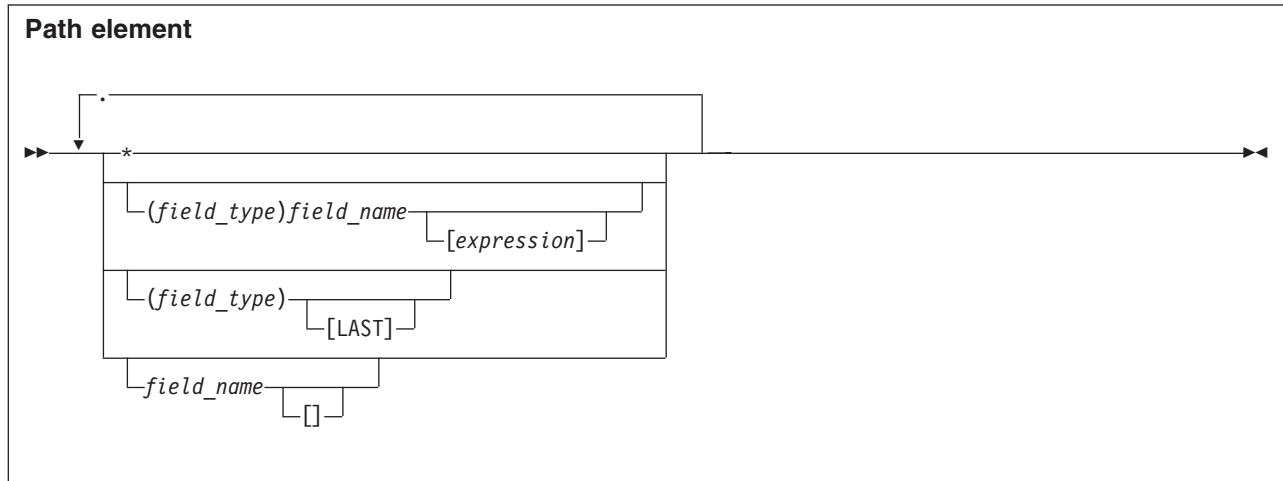 Path element
.
*
(field_type)field_name
[expression]
(field_type)
[LAST]
field_name
[]